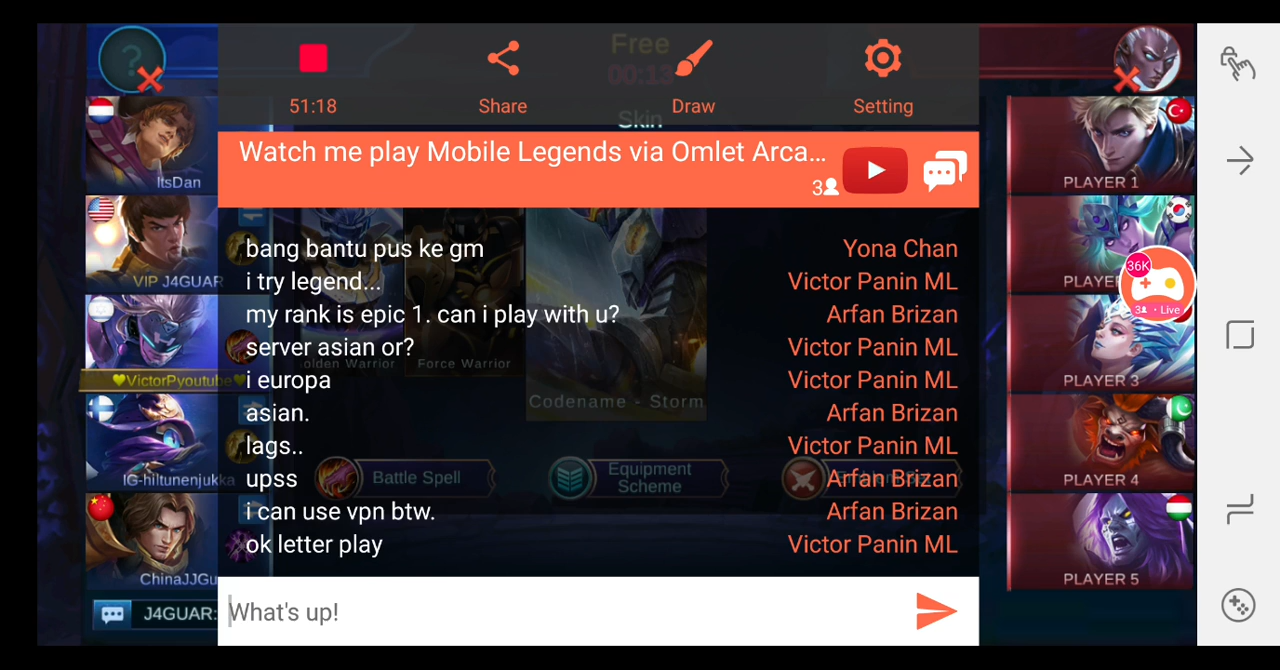 Free
00:13
51:18
Share
Draw
Setting
Skin
Watch me play Mobile Legends via Omlet Arca...
3
ItsDan
VIP J4GUAR
💛VictorPyoutube💛
IG-hiltunenjukka
ChinaJJGu
J4GUAR:
bang bantu pus ke gm Yona Chan
i try legend... Victor Panin ML
my rank is epic 1. can i play with u? Arfan Brizan
server asian or? Victor Panin ML
i europa Victor Panin ML
asian. Arfan Brizan
lags.. Victor Panin ML
upss Arfan Brizan
i can use vpn btw. Arfan Brizan
ok letter play Victor Panin ML
olden Warrior
Force Warrior
Codename - Storm
Battle Spell
Equipment
Scheme
What's up!
PLAYER 1
PLAYE
PLAYER 3
PLAYER 4
PLAYER 5
36K
3 · Live